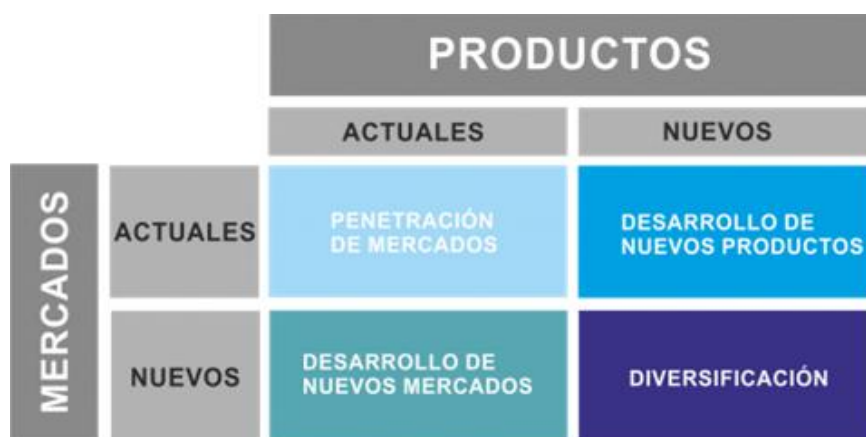 PRODUCTOS
ACTUALES
NUEVOS
MERCADOS
ACTUALES
PENETRACIÓN
DE MERCADOS
DESARROLLO DE
NUEVOS PRODUCTOS
NUEVOS
DESARROLLO DE
NUEVOS MERCADOS
DIVERSIFICACIÓN